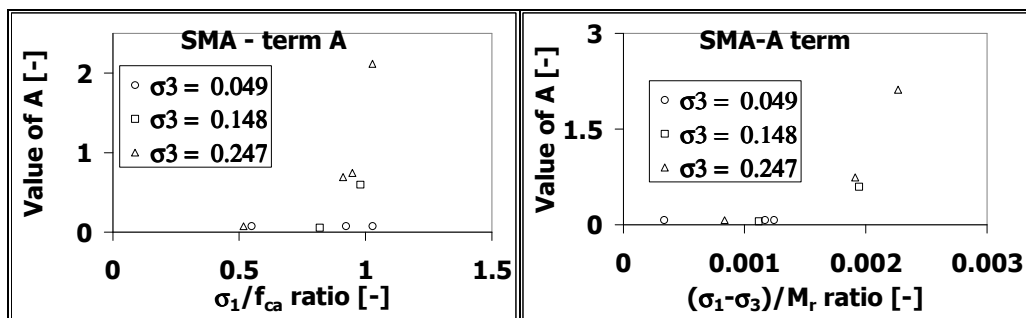 SMA - term A
Value of A [-]
2
1
0
σ3 = 0.049
σ3 = 0.148
σ3 = 0.247
0
0.5
1
1.5
σ₁/f_ca ratio [-]
SMA-A term
Value of A [-]
3
1.5
0
σ3 = 0.049
σ3 = 0.148
σ3 = 0.247
0
0.001
0.002
0.003
(σ₁-σ₃)/M_r ratio [-]